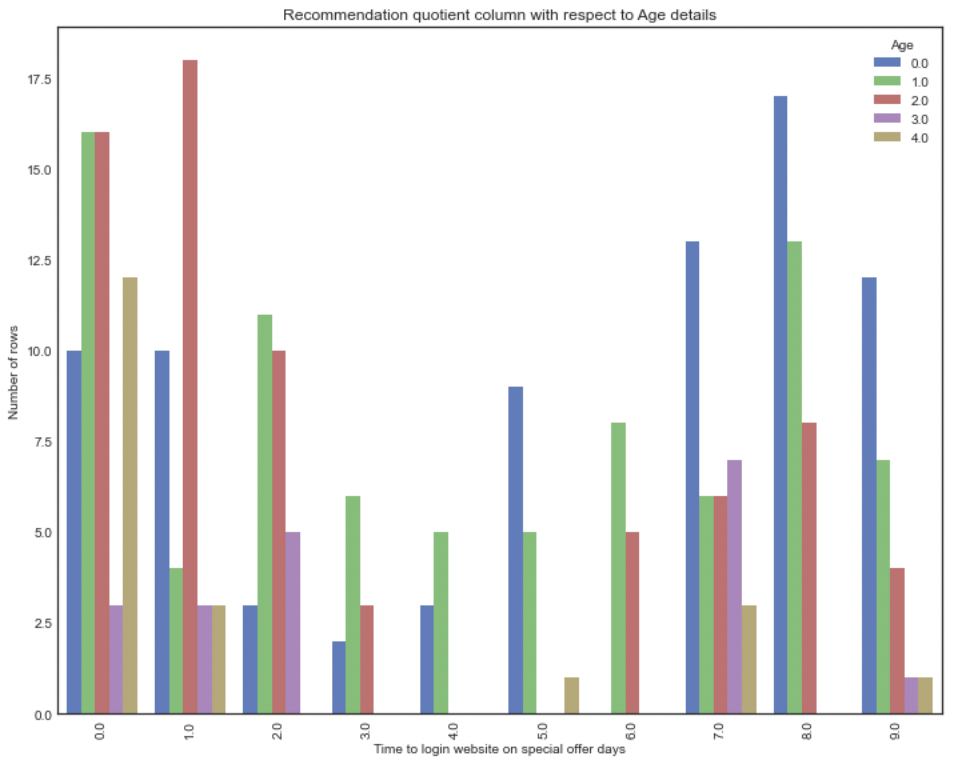 Recommendation quotient column with respect to Age details
Age
0.0
1.0
2.0
3.0
4.0
17.5
15.0
12.5
10.0
7.5
5.0
2.5
0.0
Number of rows
0.0 1.0 2.0 3.0 4.0 5.0 6.0 7.0 8.0 9.0
Time to login website on special offer days